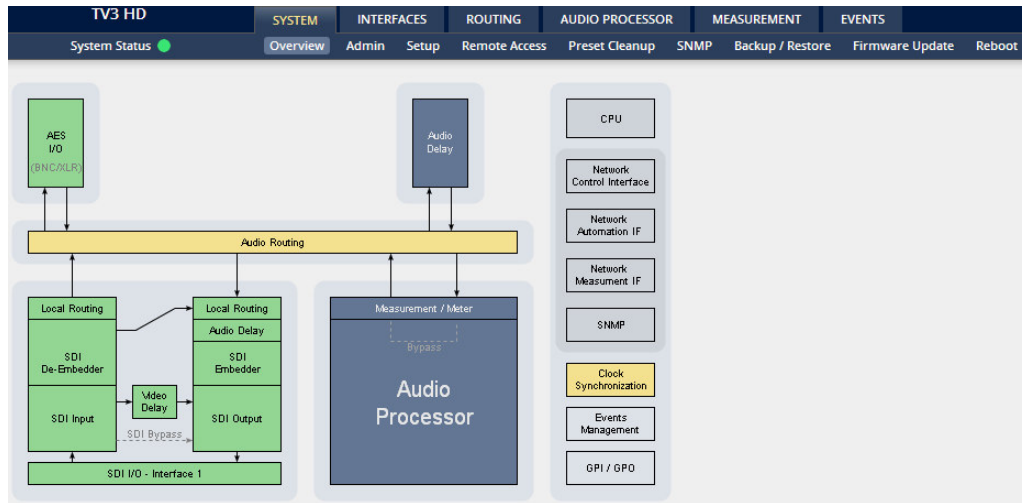 TV3 HD
SYSTEM
INTERFACES
ROUTING
AUDIO PROCESSOR
MEASUREMENT
EVENTS
System Status
Overview
Admin
Setup
Remote Access
Preset Cleanup
SNMP
Backup / Restore
Firmware Update
Reboot
AES
I/O
(BNC/XLR)
Audio
Delay
Audio Routing
Local Routing
SDI
De-Embedder
SDI Input
Video
Delay
SDI Bypass
Local Routing
Audio Delay
SDI
Embedder
SDI Output
SDI I/O - Interface 1
Measurement / Meter
Bypass
Audio
Processor
CPU
Network
Control Interface
Network
Automation IF
Network
Measument IF
SNMP
Clock
Synchronization
Events
Management
GPI / GPO